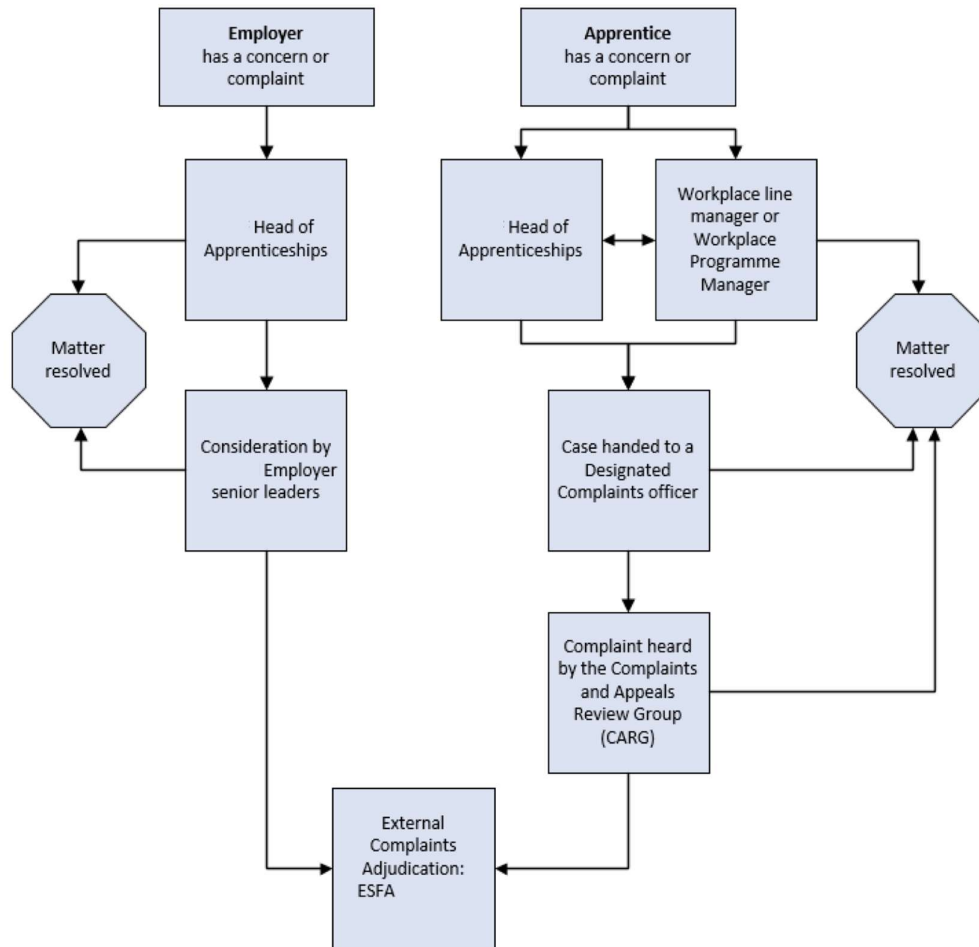 Employer
has a concern or
complaint
Apprentice
has a concern or
complaint
Head of
Apprenticeships
Head of
Apprenticeships
Workplace line
manager or
Workplace
Programme
Manager
Matter
resolved
Matter
resolved
Consideration by
Employer
senior leaders
Case handed to a
Designated
Complaints officer
Complaint heard
by the Complaints
and Appeals
Review Group
(CARG)
External
Complaints
Adjudication:
ESFA